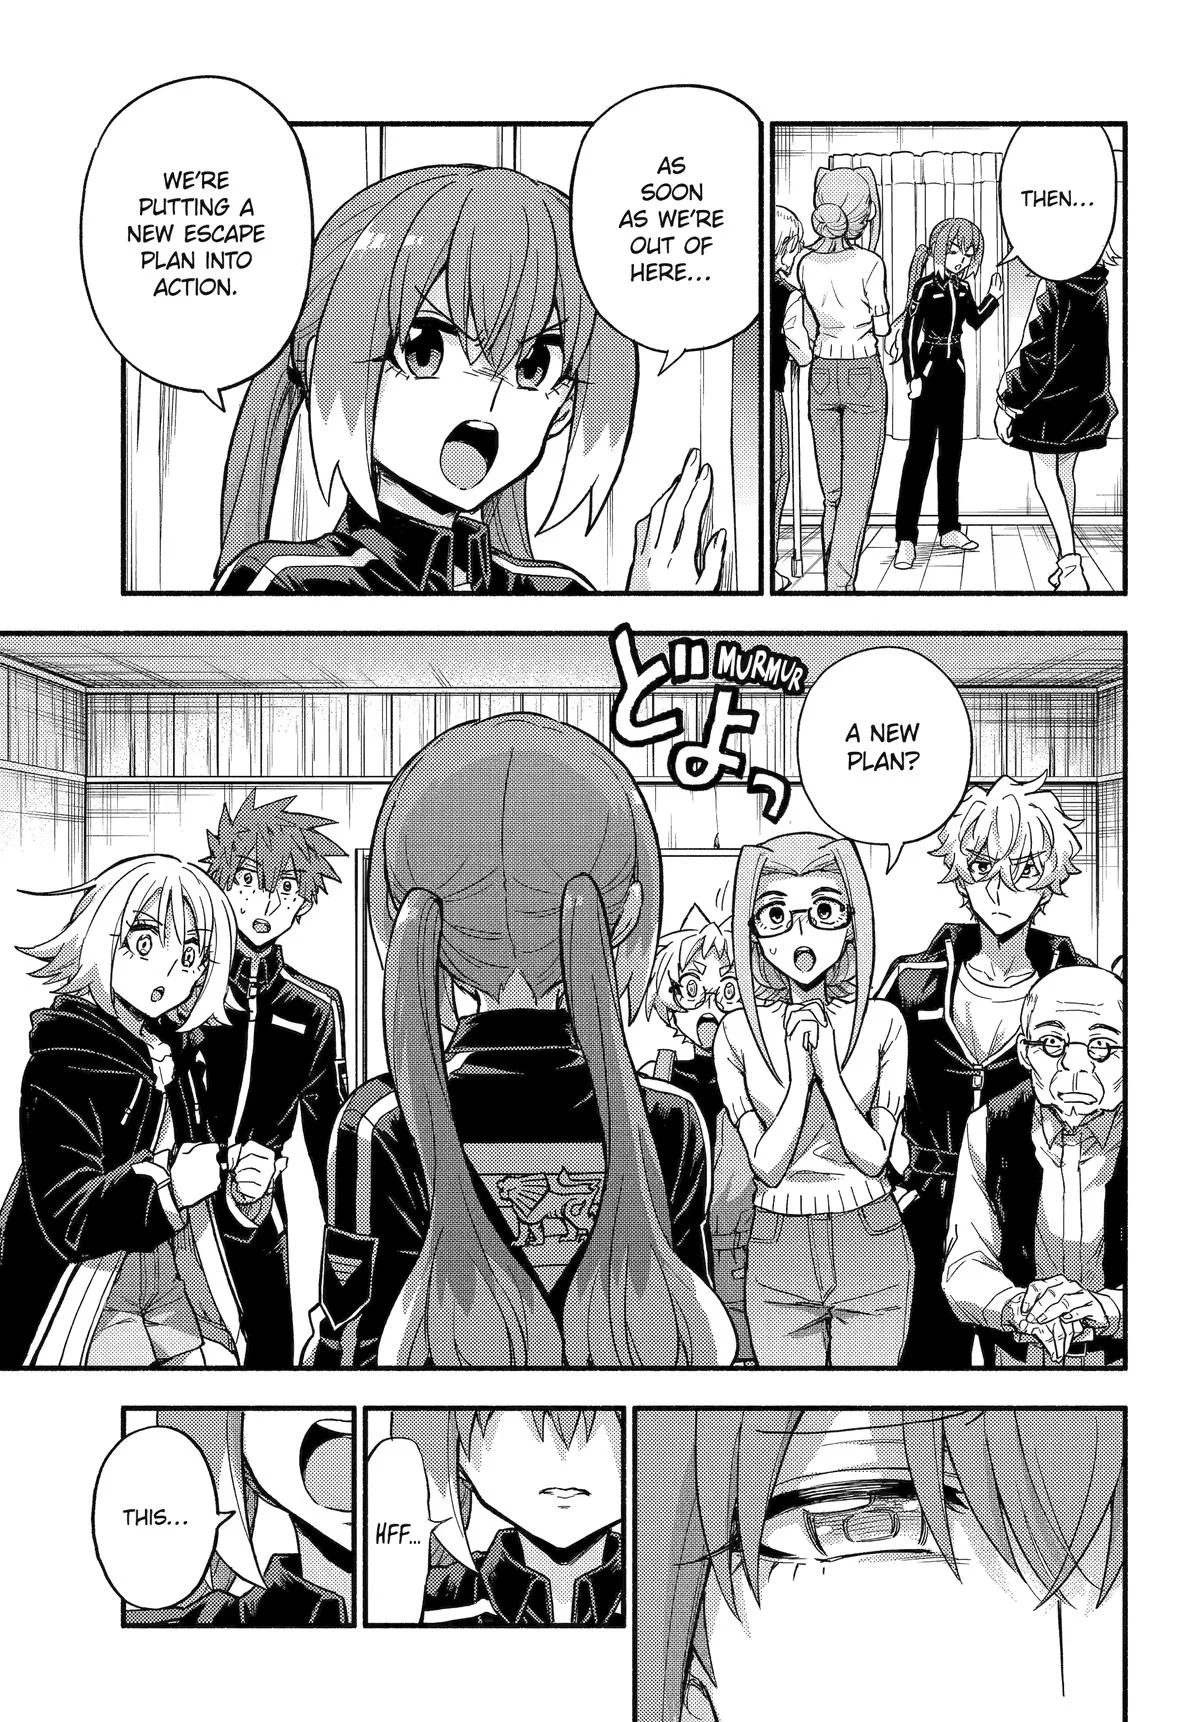 THEN...
AS
SOON
AS WE'RE
OUT OF
HERE...
WE'RE
PUTTING A
NEW ESCAPE
PLAN INTO
ACTION.
どよっ
MURMUR
A NEW
PLAN?
HFF...
THIS...